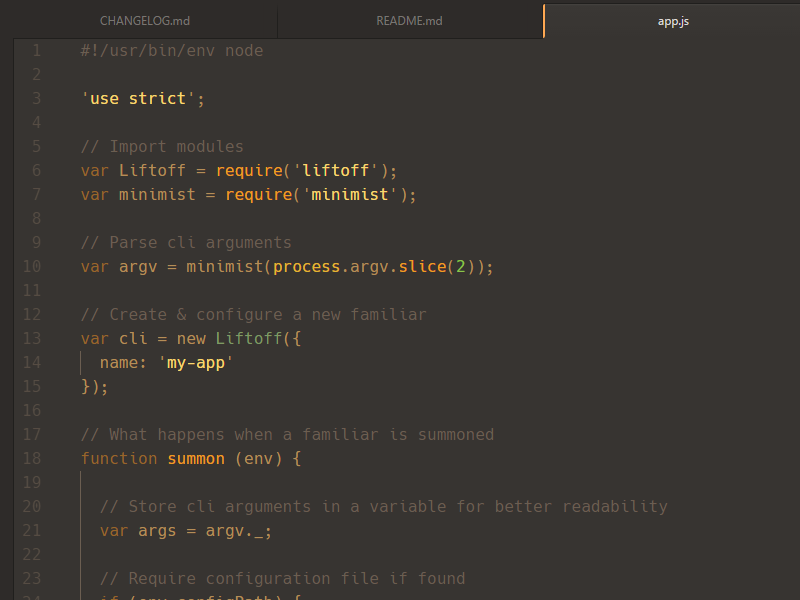 CHANGELOG.md README.md app.js
1 #!/usr/bin/env node
2
3 'use strict';
4
5 // Import modules
6 var Liftoff = require('liftoff');
7 var minimist = require('minimist');
8
9 // Parse cli arguments
10 var argv = minimist(process.argv.slice(2));
11
12 // Create & configure a new familiar
13 var cli = new Liftoff({
14 name: 'my-app'
15 });
16
17 // What happens when a familiar is summoned
18 function summon (env) {
19
20 // Store cli arguments in a variable for better readability
21 var args = argv._;
22
23 // Require configuration file if found
24 if (env.configPath) {